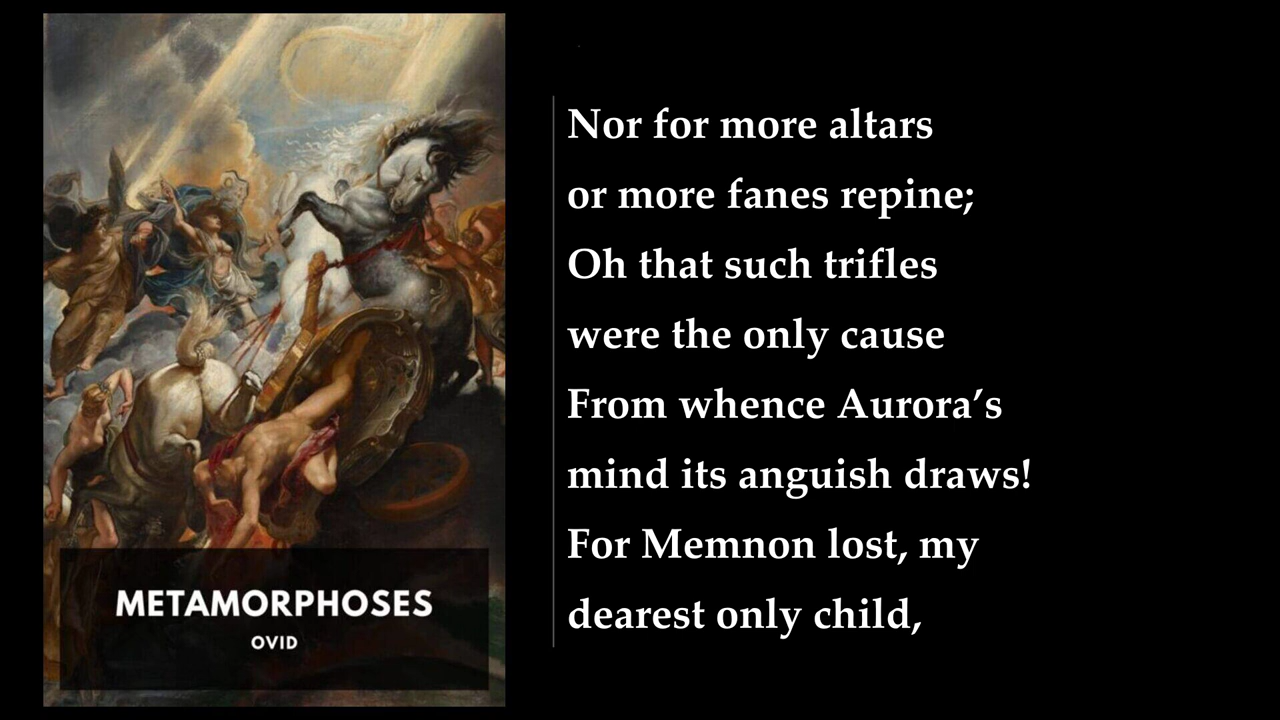 METAMORPHOSES
OVID
Nor for more altars
or more fanes repine;
Oh that such trifles
were the only cause
From whence Aurora’s
mind its anguish draws!
For Memnon lost, my
dearest only child,